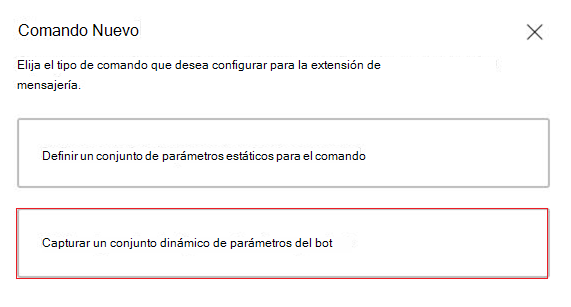 Comando Nuevo
Elija el tipo de comando que desea configurar para la extensión de
mensajería.
Definir un conjunto de parámetros estáticos para el comando
Capturar un conjunto dinámico de parámetros del bot